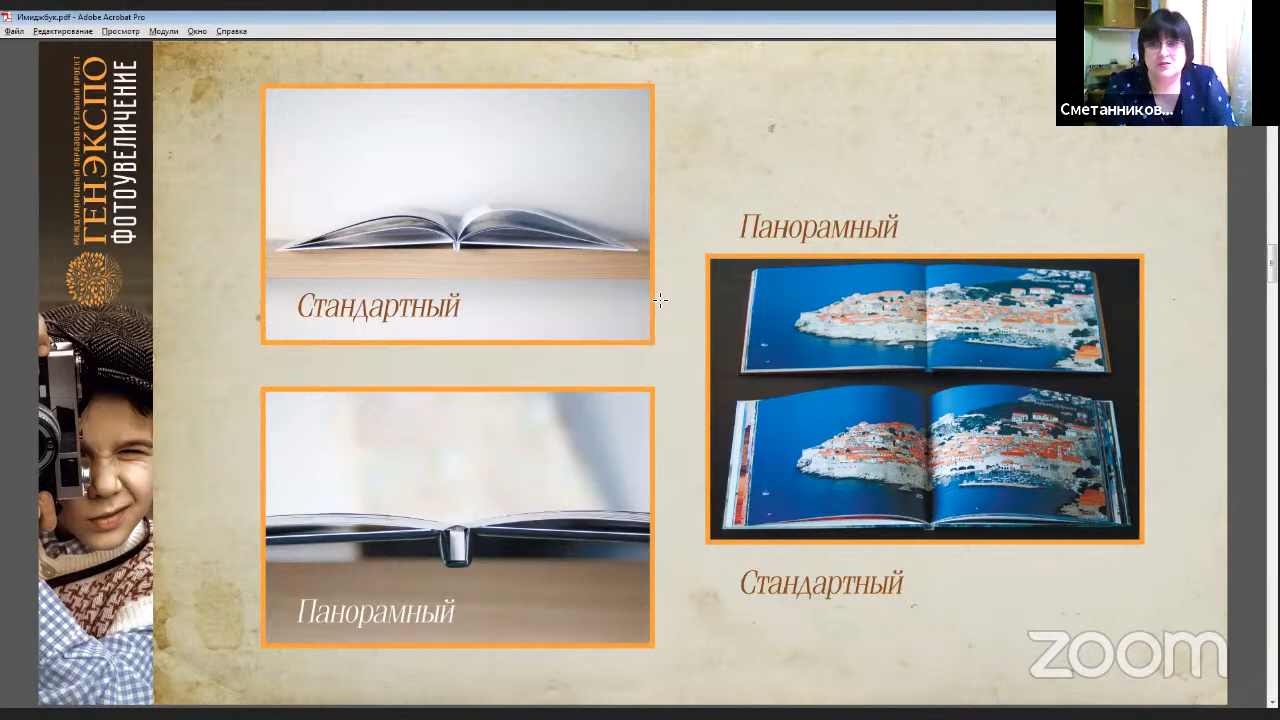 Имиджбук.pdf - Adobe Acrobat Pro
Файл Редактирование Просмотр Модули Окно Справка
МЕЖДУНАРОДНЫЙ ОБРАЗОВАТЕЛЬНЫЙ ПРОЕКТ
ГЕНЭКСПО
ФОТОУВЕЛИЧЕНИЕ
Сметанников...
Стандартный
Панорамный
Панорамный
Стандартный
zoom